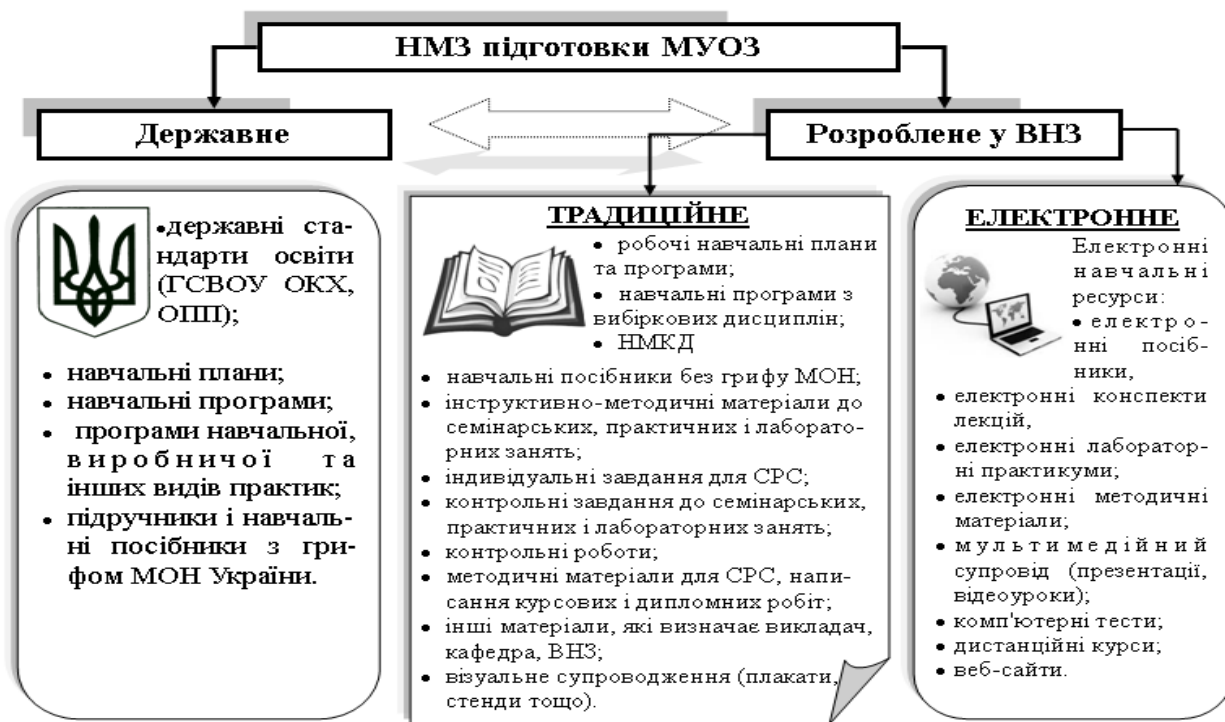 НМЗ підготовки МУОЗ
Державне
Розроблене у ВНЗ
•державні ста-
ндарти освіти
(ГСВОУ ОКХ,
ОПП);
• навчальні плани;
• навчальні програми;
• програми навчальної,
виробничої та
інших видів практик;
• підручники і навчаль-
ні посібники з гри-
фом МОН України.
ТРАДИЦІЙНЕ
• робочі навчальні плани
та програми;
• навчальні програми з
вибіркових дисциплін;
• НМКД
• навчальні посібники без грифу МОН;
• інструктивно-методичні матеріали до
семінарських, практичних і лаборато-
рних занять;
• індивідуальні завдання для СРС;
• контрольні завдання до семінарських,
практичних і лабораторних занять;
• контрольні роботи;
• методичні матеріали для СРС, напи-
сання курсових і дипломних робіт;
• інші матеріали, які визначає викладач,
кафедра, ВНЗ;
• візуальне супроводження (плакати,
стенди тощо).
ЕЛЕКТРОННЕ
Електронні
навчальні
ресурси:
• електро-
нні посіб-
ники,
• електронні конспекти
лекцій,
• електронні лаборатор-
ні практикуми;
• електронні методичні
матеріали;
• мультимедійний
супровід (презентації,
відеоуроки);
• комп'ютерні тести;
• дистанційні курси;
• веб-сайти.